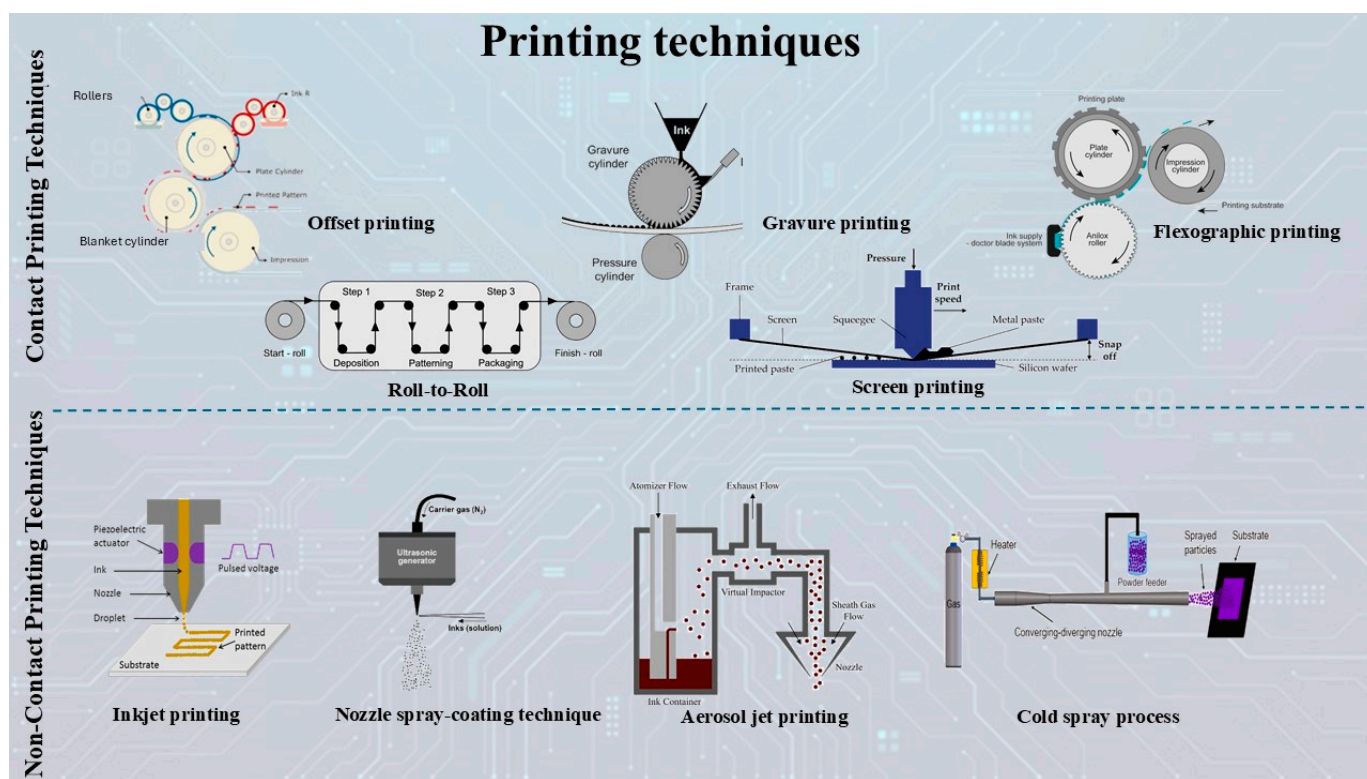 Printing techniques
Contact Printing Techniques
Rollers
Ink R
Plate Cylinder
Printed Pattern
Blanket cylinder
Impression
Offset printing
Ink
Gravure
cylinder
I
Pressure
cylinder
Gravure printing
Printing plate
Plate
cylinder
Impression
cylinder
Printing substrate
Ink supply
- doctor blade system
Anilox
roller
Flexographic printing
Step 1
Step 2
Step 3
Start - roll
Deposition
Patterning
Packaging
Finish - roll
Roll-to-Roll
Pressure
Frame
Print
speed
Screen
Squeegee
Metal paste
Snap
off
Printed paste
Silicon wafer
Screen printing
Non-Contact Printing Techniques
Piezoelectric
actuator
Pulsed voltage
Ink
Nozzle
Droplet
Printed
pattern
Substrate
Inkjet printing
Carrier gas (N2)
Ultrasonic
generator
Inks (solution)
Nozzle spray-coating technique
Atomizer Flow
Exhaust Flow
Virtual Impactor
Sheath Gas
Flow
Nozzle
Ink Container
Aerosol jet printing
Heater
Gas
Converging-diverging nozzle
Powder feeder
Sprayed
particles
Substrate
Cold spray process